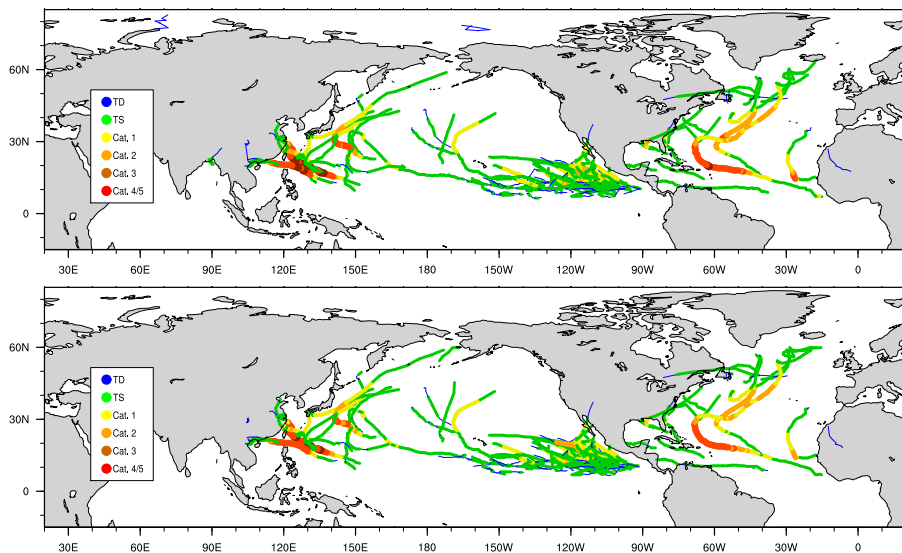 60N
30N
0
TD
TS
Cat. 1
Cat. 2
Cat. 3
Cat. 4/5
30E 60E 90E 120E 150E 180 150W 120W 90W 60W 30W 0
60N
30N
0
TD
TS
Cat. 1
Cat. 2
Cat. 3
Cat. 4/5
30E 60E 90E 120E 150E 180 150W 120W 90W 60W 30W 0